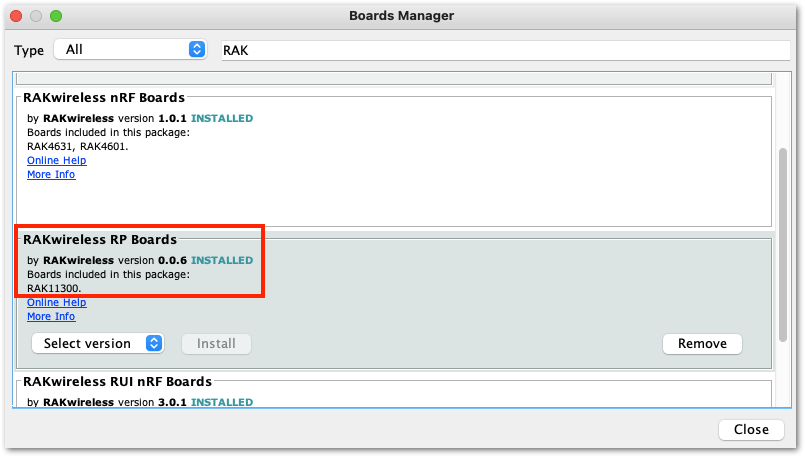 Boards Manager
Type All RAK
RAKwireless nRF Boards
by RAKwireless version 1.0.1 INSTALLED
Boards included in this package:
RAK4631, RAK4601.
Online Help
More Info
RAKwireless RP Boards
by RAKwireless version 0.0.6 INSTALLED
Boards included in this package:
RAK11300.
Online Help
More Info
Select version Install Remove
RAKwireless RUI nRF Boards
by RAKwireless version 3.0.1 INSTALLED
Close